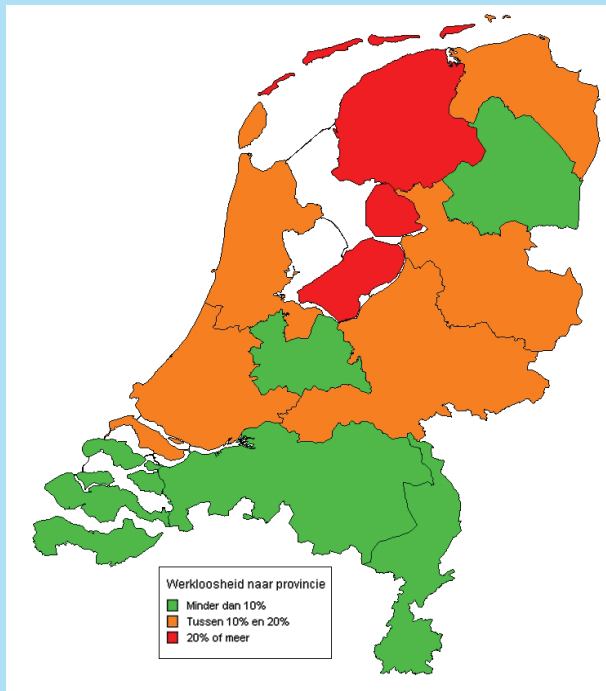 Werkloosheid naar provincie
Minder dan 10%
Tussen 10% en 20%
20% of meer